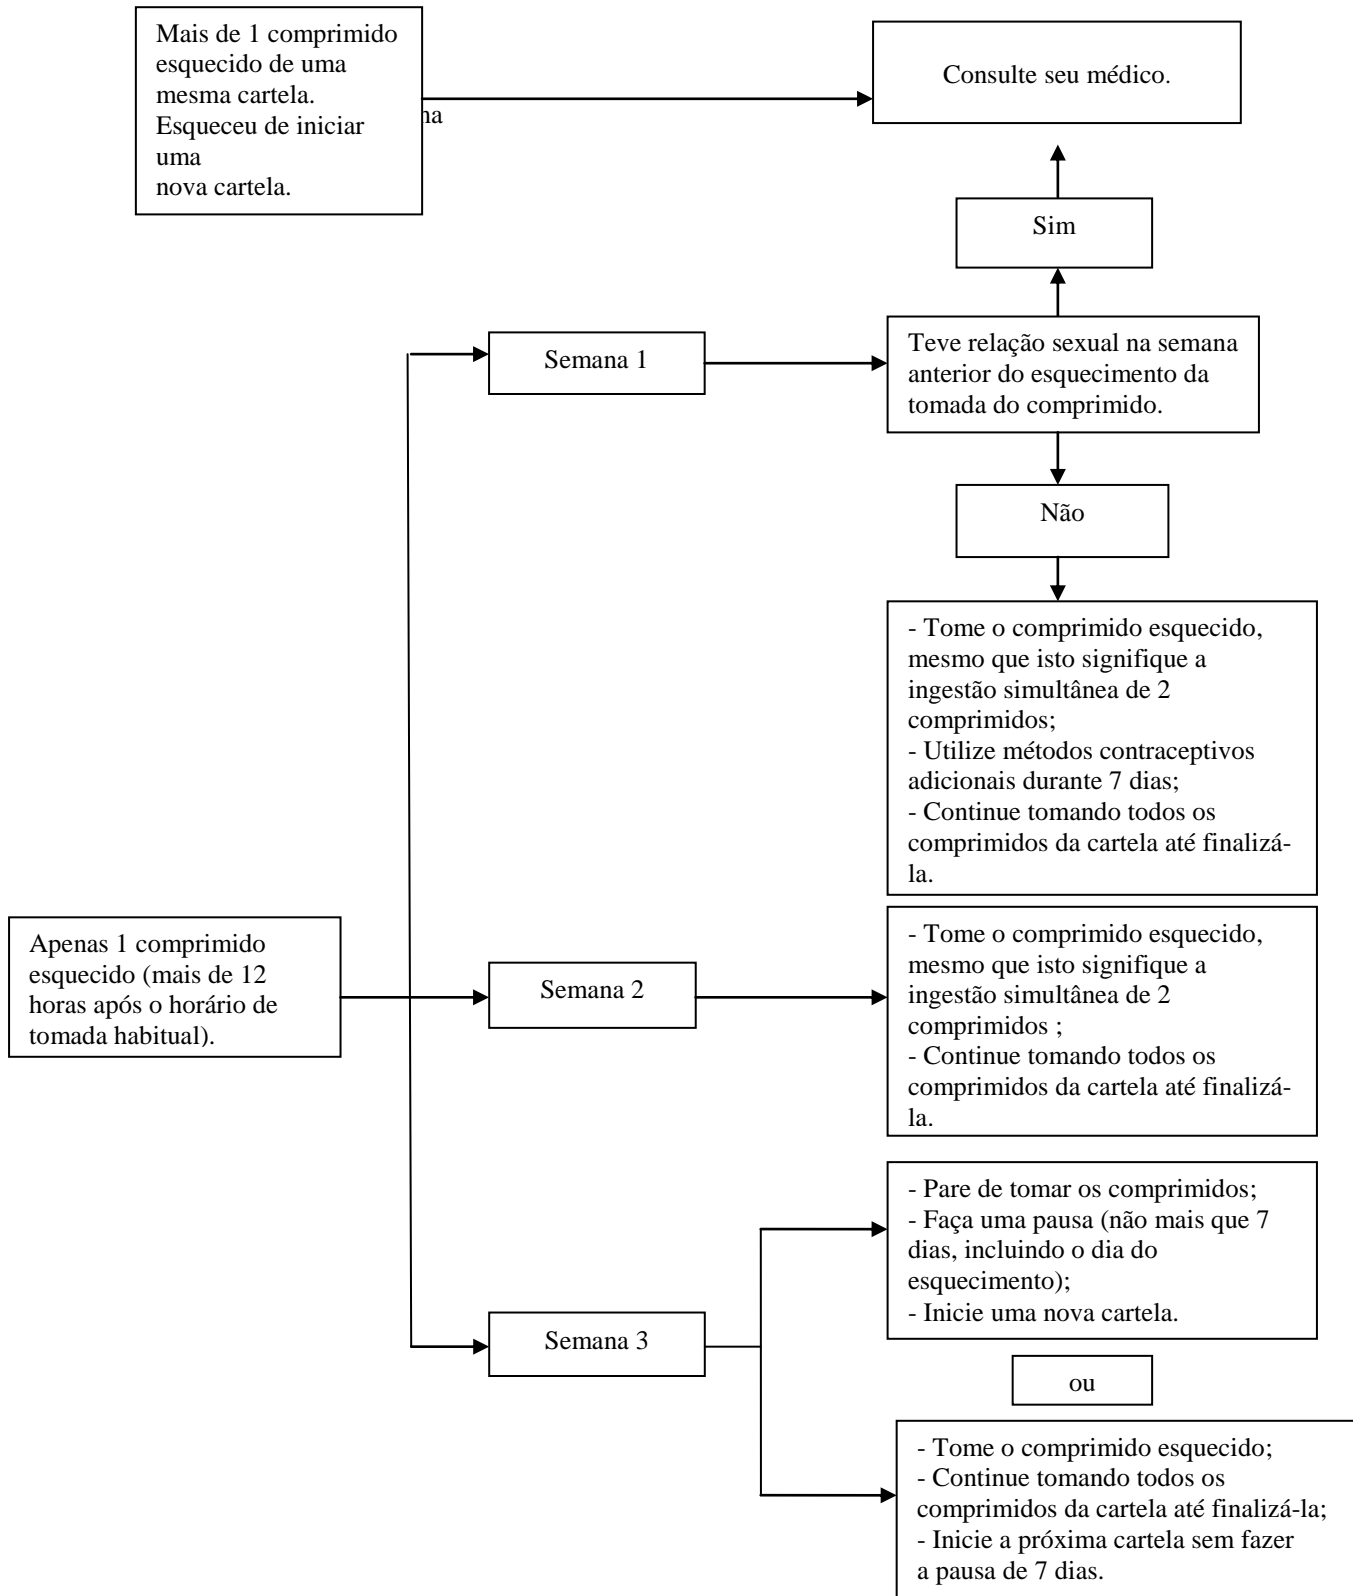 Mais de 1 comprimido
esquecido de uma
mesma cartela.
Esqueceu de iniciar
uma
nova cartela.
na
Consulte seu médico.
Sim
Semana 1
Teve relação sexual na semana
anterior do esquecimento da
tomada do comprimido.
Não
- Tome o comprimido esquecido,
mesmo que isto signifique a
ingestão simultânea de 2
comprimidos;
- Utilize métodos contraceptivos
adicionais durante 7 dias;
- Continue tomando todos os
comprimidos da cartela até finalizá-
la.
Apenas 1 comprimido
esquecido (mais de 12
horas após o horário de
tomada habitual).
Semana 2
- Tome o comprimido esquecido,
mesmo que isto signifique a
ingestão simultânea de 2
comprimidos ;
- Continue tomando todos os
comprimidos da cartela até finalizá-
la.
Semana 3
- Pare de tomar os comprimidos;
- Faça uma pausa (não mais que 7
dias, incluindo o dia do
esquecimento);
- Inicie uma nova cartela.
ou
- Tome o comprimido esquecido;
- Continue tomando todos os
comprimidos da cartela até finalizá-la;
- Inicie a próxima cartela sem fazer
a pausa de 7 dias.